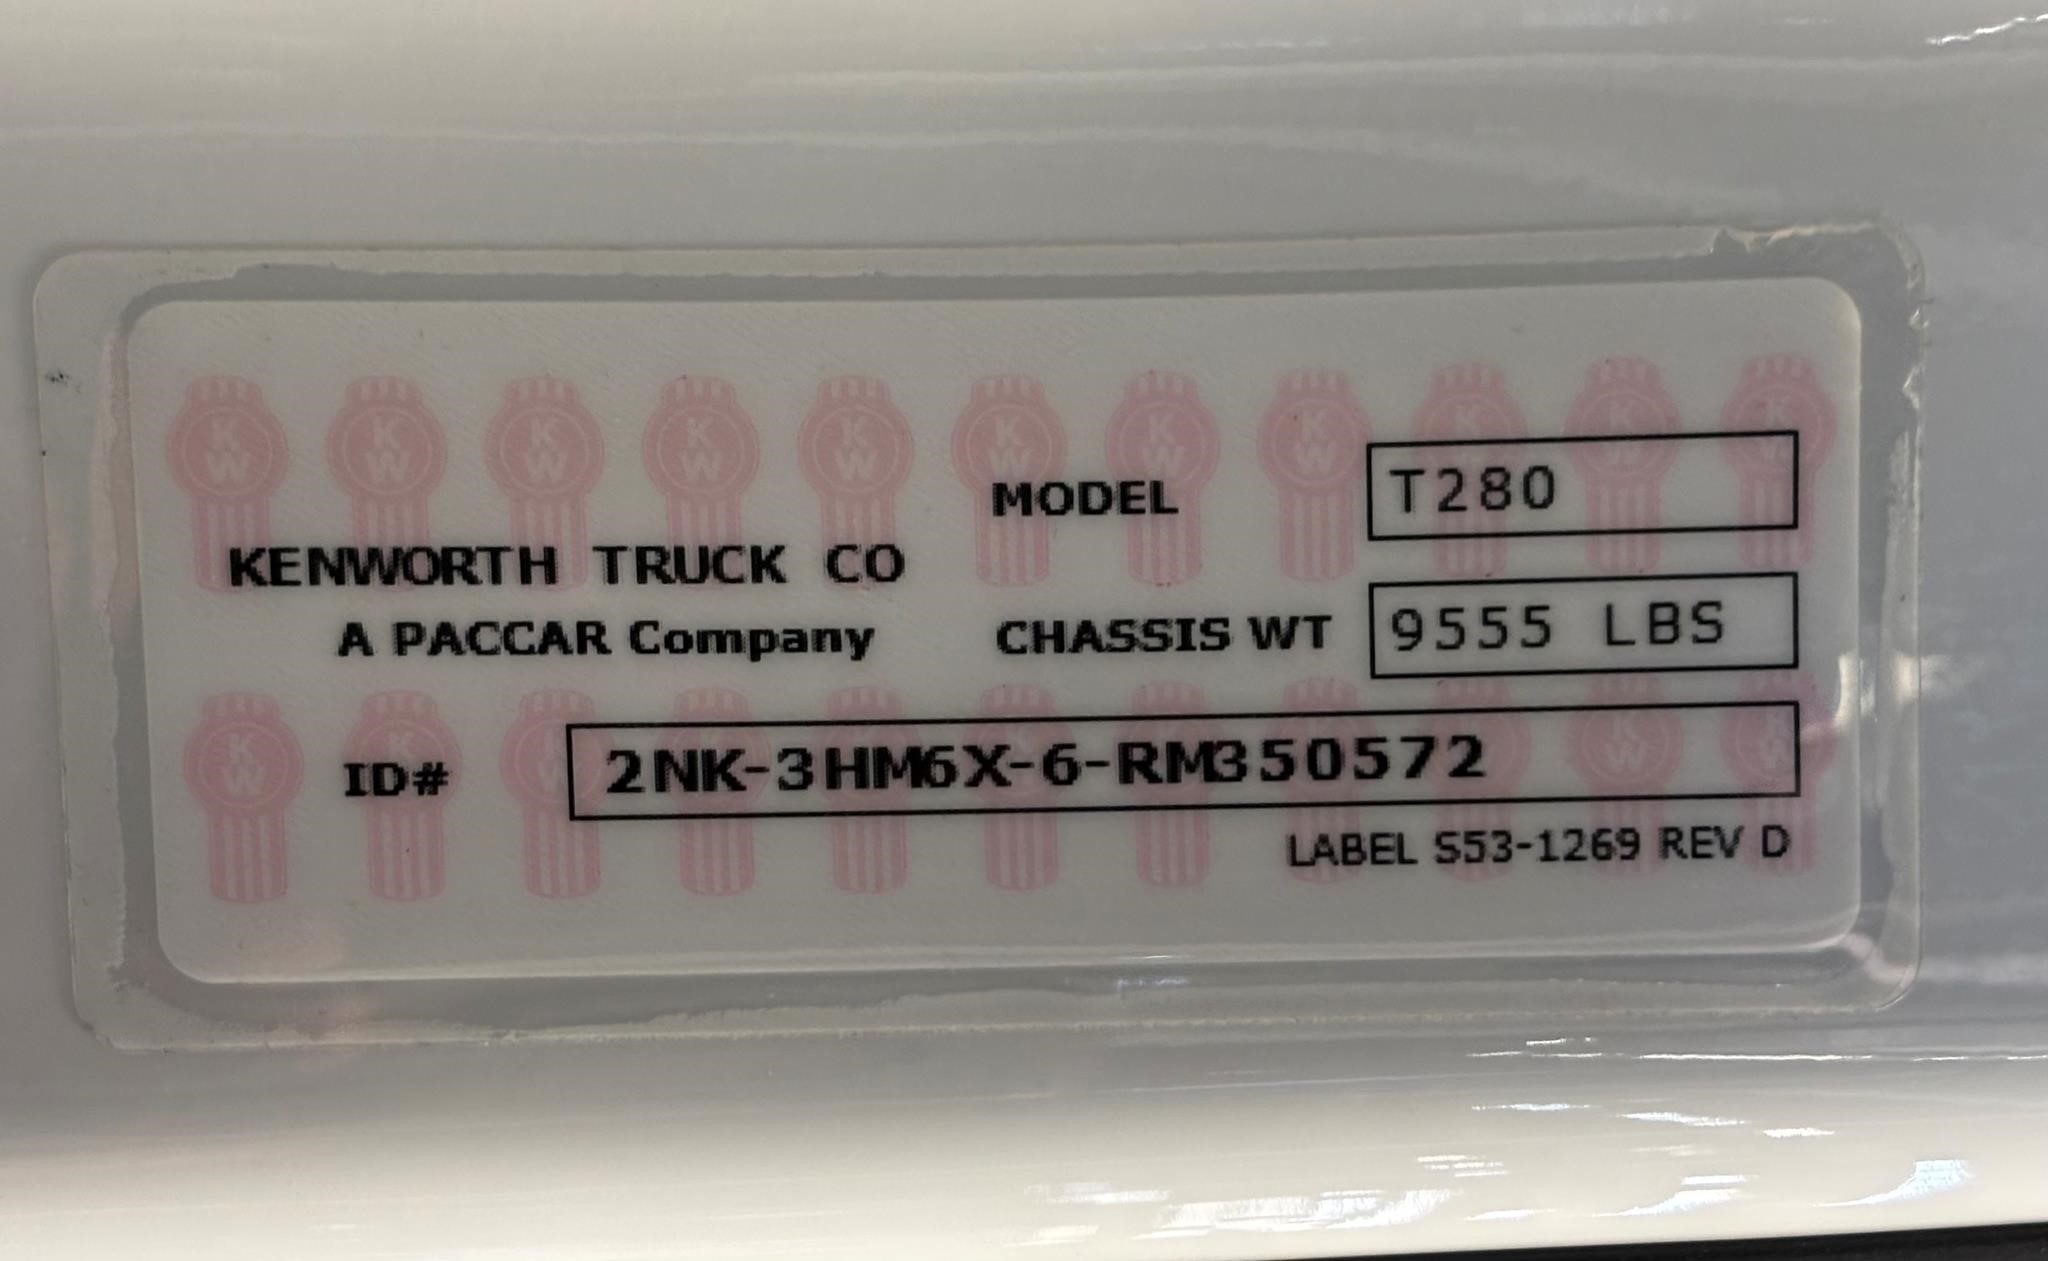 KENWORTH TRUCK CO
A PACCAR Company
MODEL T280
CHASSIS WT 9555 LBS
ID# 2NK-3HM6X-6-RM350572
LABEL S53-1269 REV D